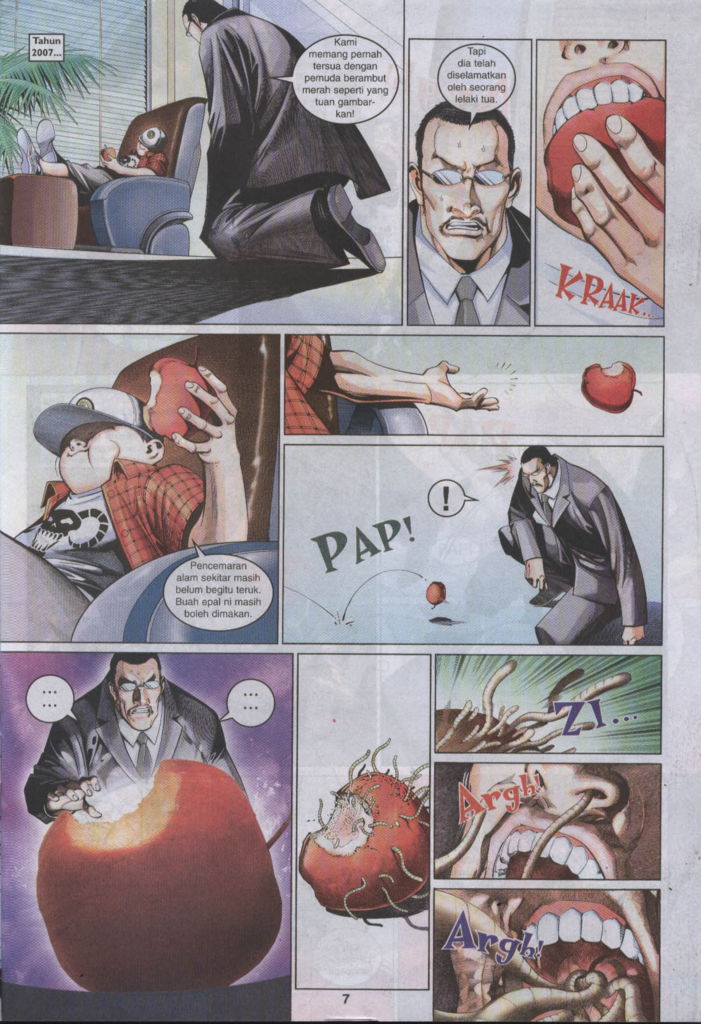 Tahun
2007...
Kami
memang pernah
tersua dengan
pemuda berambut
merah seperti yang
tuan gambar-
kan!
Tapi
dia telah
diselamatkan
oleh seorang
lelaki tua.
KRAAK...
Pencemaran
alam sekitar masih
belum begitu teruk.
Buah epal ni masih
boleh dimakan.
!
PAP!
...
...
...
...
ZI...
Argh!
Argh!
7